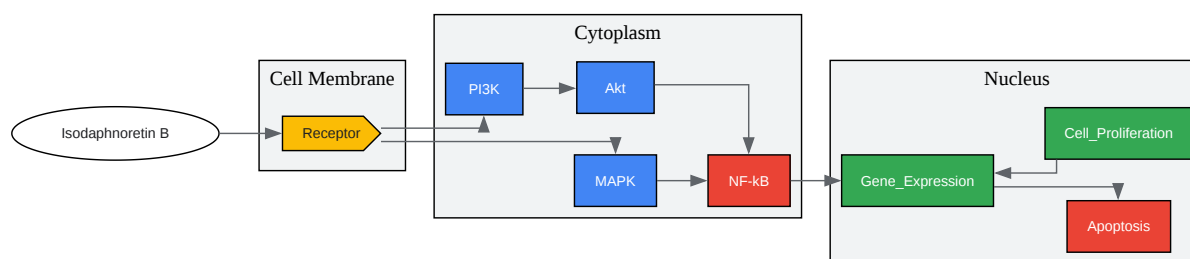 Isodaphnoretin B
Cell Membrane
Receptor
Cytoplasm
PI3K
Akt
MAPK
NF-kB
Nucleus
Cell_Proliferation
Gene_Expression
Apoptosis